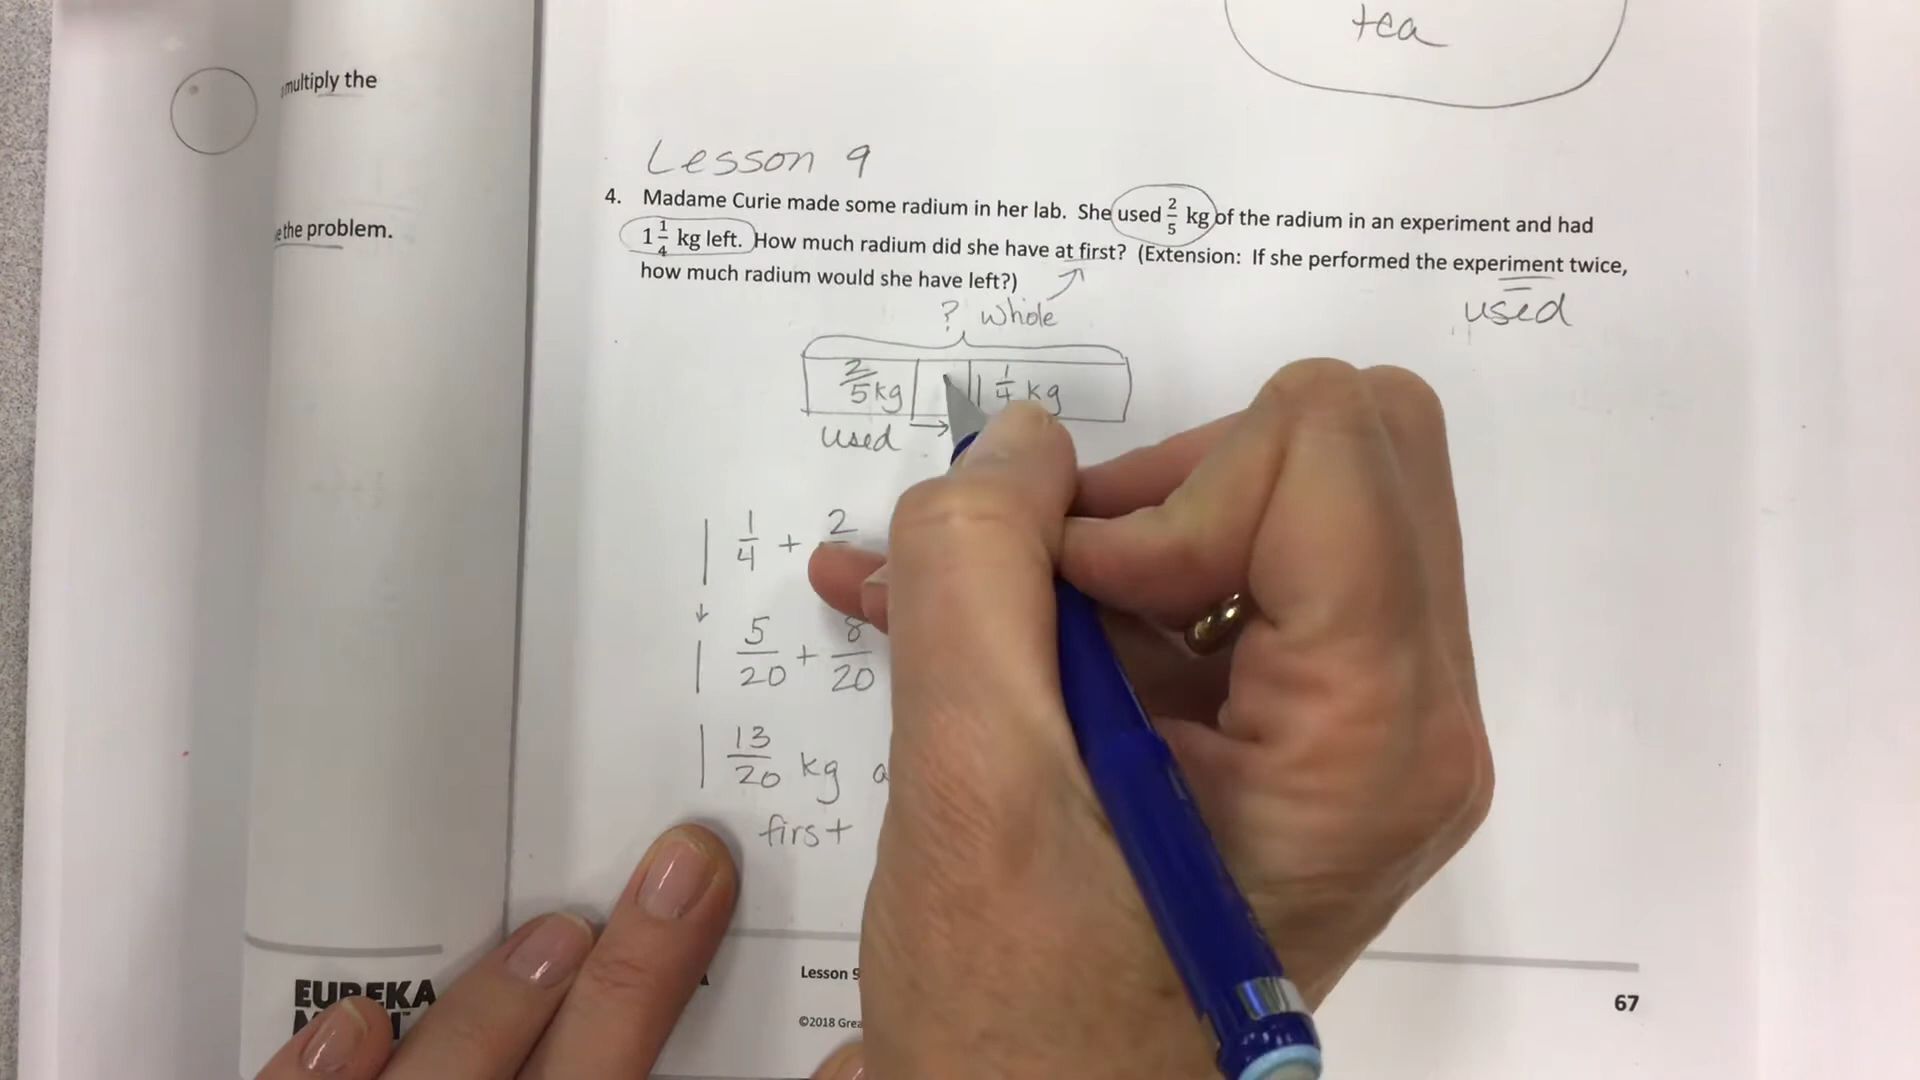 tea
multiply the
Lesson 9
4. Madame Curie made some radium in her lab. She used 2/5 kg of the radium in an experiment and had
1 1/4 kg left. How much radium did she have at first? (Extension: If she performed the experiment twice,
the problem.
how much radium would she have left?)
? whole
used
2/5 kg
1 1/4 kg
used
1 1/4 + 2
1 5/20 + 8/20
1 13/20 kg
first
Lesson 9
EUREKA
67
©2018